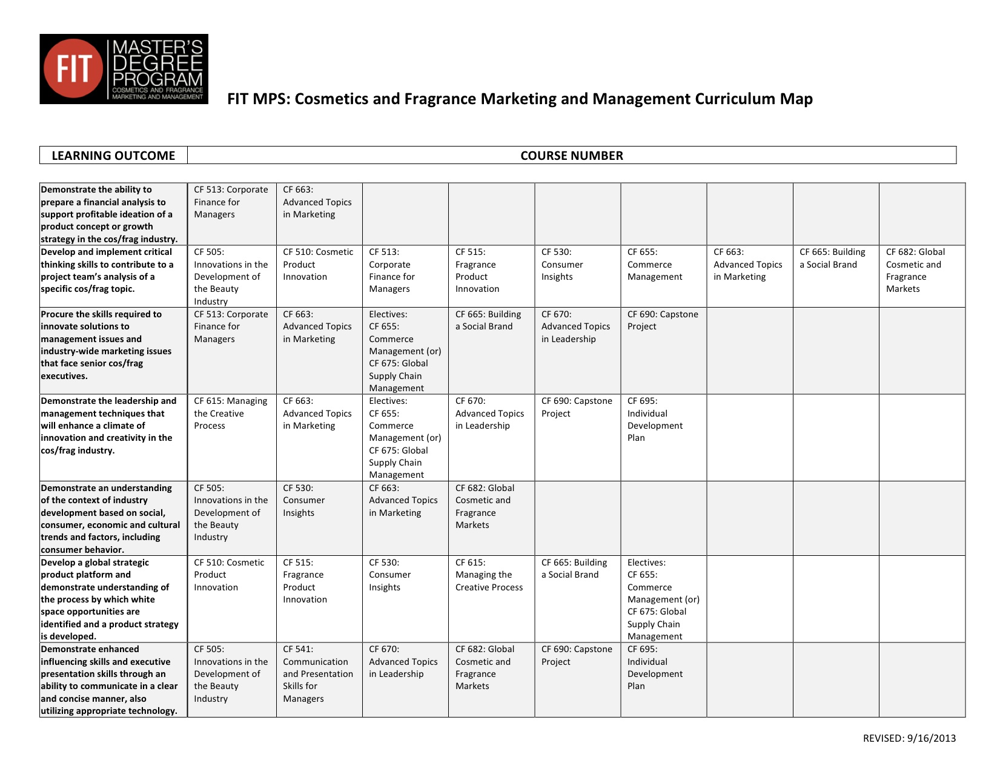 FIT
MASTER'S
DEGREE
PROGRAM
COSMETICS AND FRAGRANCE
MARKETING AND MANAGEMENT
FIT MPS: Cosmetics and Fragrance Marketing and Management Curriculum Map
LEARNING OUTCOME
COURSE NUMBER
Demonstrate the ability to
prepare a financial analysis to
support profitable ideation of a
product concept or growth
strategy in the cos/frag industry.
CF 513: Corporate
Finance for
Managers
CF 663:
Advanced Topics
in Marketing
Develop and implement critical
thinking skills to contribute to a
project team's analysis of a
specific cos/frag topic.
CF 505:
Innovations in the
Development of
the Beauty
Industry
CF 510: Cosmetic
Product
Innovation
CF 513:
Corporate
Finance for
Managers
CF 515:
Fragrance
Product
Innovation
CF 530:
Consumer
Insights
CF 655:
Commerce
Management
CF 663:
Advanced Topics
in Marketing
CF 665: Building
a Social Brand
CF 682: Global
Cosmetic and
Fragrance
Markets
Procure the skills required to
innovate solutions to
management issues and
industry-wide marketing issues
that face senior cos/frag
executives.
CF 513: Corporate
Finance for
Managers
CF 663:
Advanced Topics
in Marketing
Electives:
CF 655:
Commerce
Management (or)
CF 675: Global
Supply Chain
Management
CF 665: Building
a Social Brand
CF 670:
Advanced Topics
in Leadership
CF 690: Capstone
Project
Demonstrate the leadership and
management techniques that
will enhance a climate of
innovation and creativity in the
cos/frag industry.
CF 615: Managing
the Creative
Process
CF 663:
Advanced Topics
in Marketing
Electives:
CF 655:
Commerce
Management (or)
CF 675: Global
Supply Chain
Management
CF 670:
Advanced Topics
in Leadership
CF 690: Capstone
Project
CF 695:
Individual
Development
Plan
Demonstrate an understanding
of the context of industry
development based on social,
consumer, economic and cultural
trends and factors, including
consumer behavior.
CF 505:
Innovations in the
Development of
the Beauty
Industry
CF 530:
Consumer
Insights
CF 663:
Advanced Topics
in Marketing
CF 682: Global
Cosmetic and
Fragrance
Markets
Develop a global strategic
product platform and
demonstrate understanding of
the process by which white
space opportunities are
identified and a product strategy
is developed.
CF 510: Cosmetic
Product
Innovation
CF 515:
Fragrance
Product
Innovation
CF 530:
Consumer
Insights
CF 615:
Managing the
Creative Process
CF 665: Building
a Social Brand
Electives:
CF 655:
Commerce
Management (or)
CF 675: Global
Supply Chain
Management
Demonstrate enhanced
influencing skills and executive
presentation skills through an
ability to communicate in a clear
and concise manner, also
utilizing appropriate technology.
CF 505:
Innovations in the
Development of
the Beauty
Industry
CF 541:
Communication
and Presentation
Skills for
Managers
CF 670:
Advanced Topics
in Leadership
CF 682: Global
Cosmetic and
Fragrance
Markets
CF 690: Capstone
Project
CF 695:
Individual
Development
Plan
REVISED: 9/16/2013